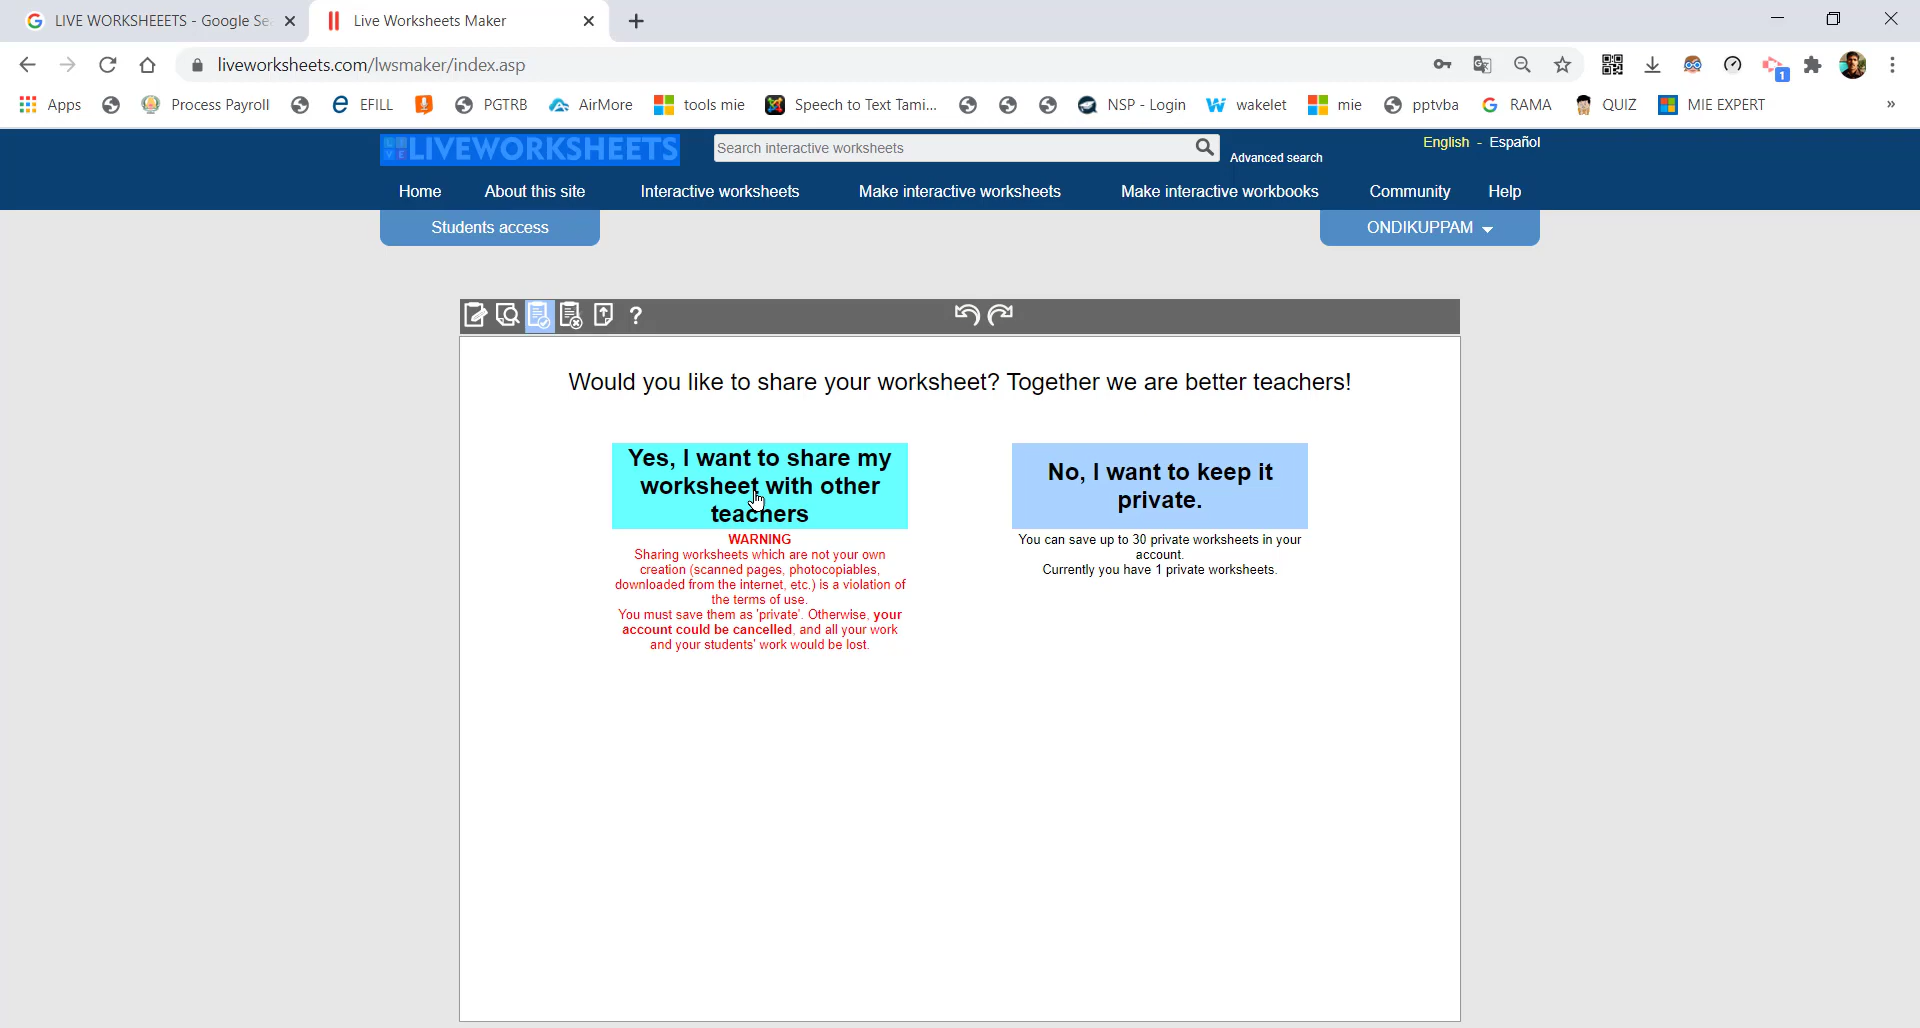 LIVE WORKSHEEETS - Google Se
Live Worksheets Maker
liveworksheets.com/lwsmaker/index.asp
1
Apps
Process Payroll
EFILL
PGTRB
AirMore
tools mie
Speech to Text Tami...
NSP - Login
wakelet
mie
pptvba
RAMA
QUIZ
MIE EXPERT
»
LIVEWORKSHEETS
Search interactive worksheets
Advanced search
English - Español
Home
About this site
Interactive worksheets
Make interactive worksheets
Make interactive workbooks
Community
Help
Students access
ONDIKUPPAM
?
Would you like to share your worksheet? Together we are better teachers!
Yes, I want to share my
worksheet with other
teachers
WARNING
Sharing worksheets which are not your own
creation (scanned pages, photocopiables,
downloaded from the internet, etc.) is a violation of
the terms of use.
You must save them as 'private'. Otherwise, your
account could be cancelled, and all your work
and your students' work would be lost.
No, I want to keep it
private.
You can save up to 30 private worksheets in your
account.
Currently you have 1 private worksheets.